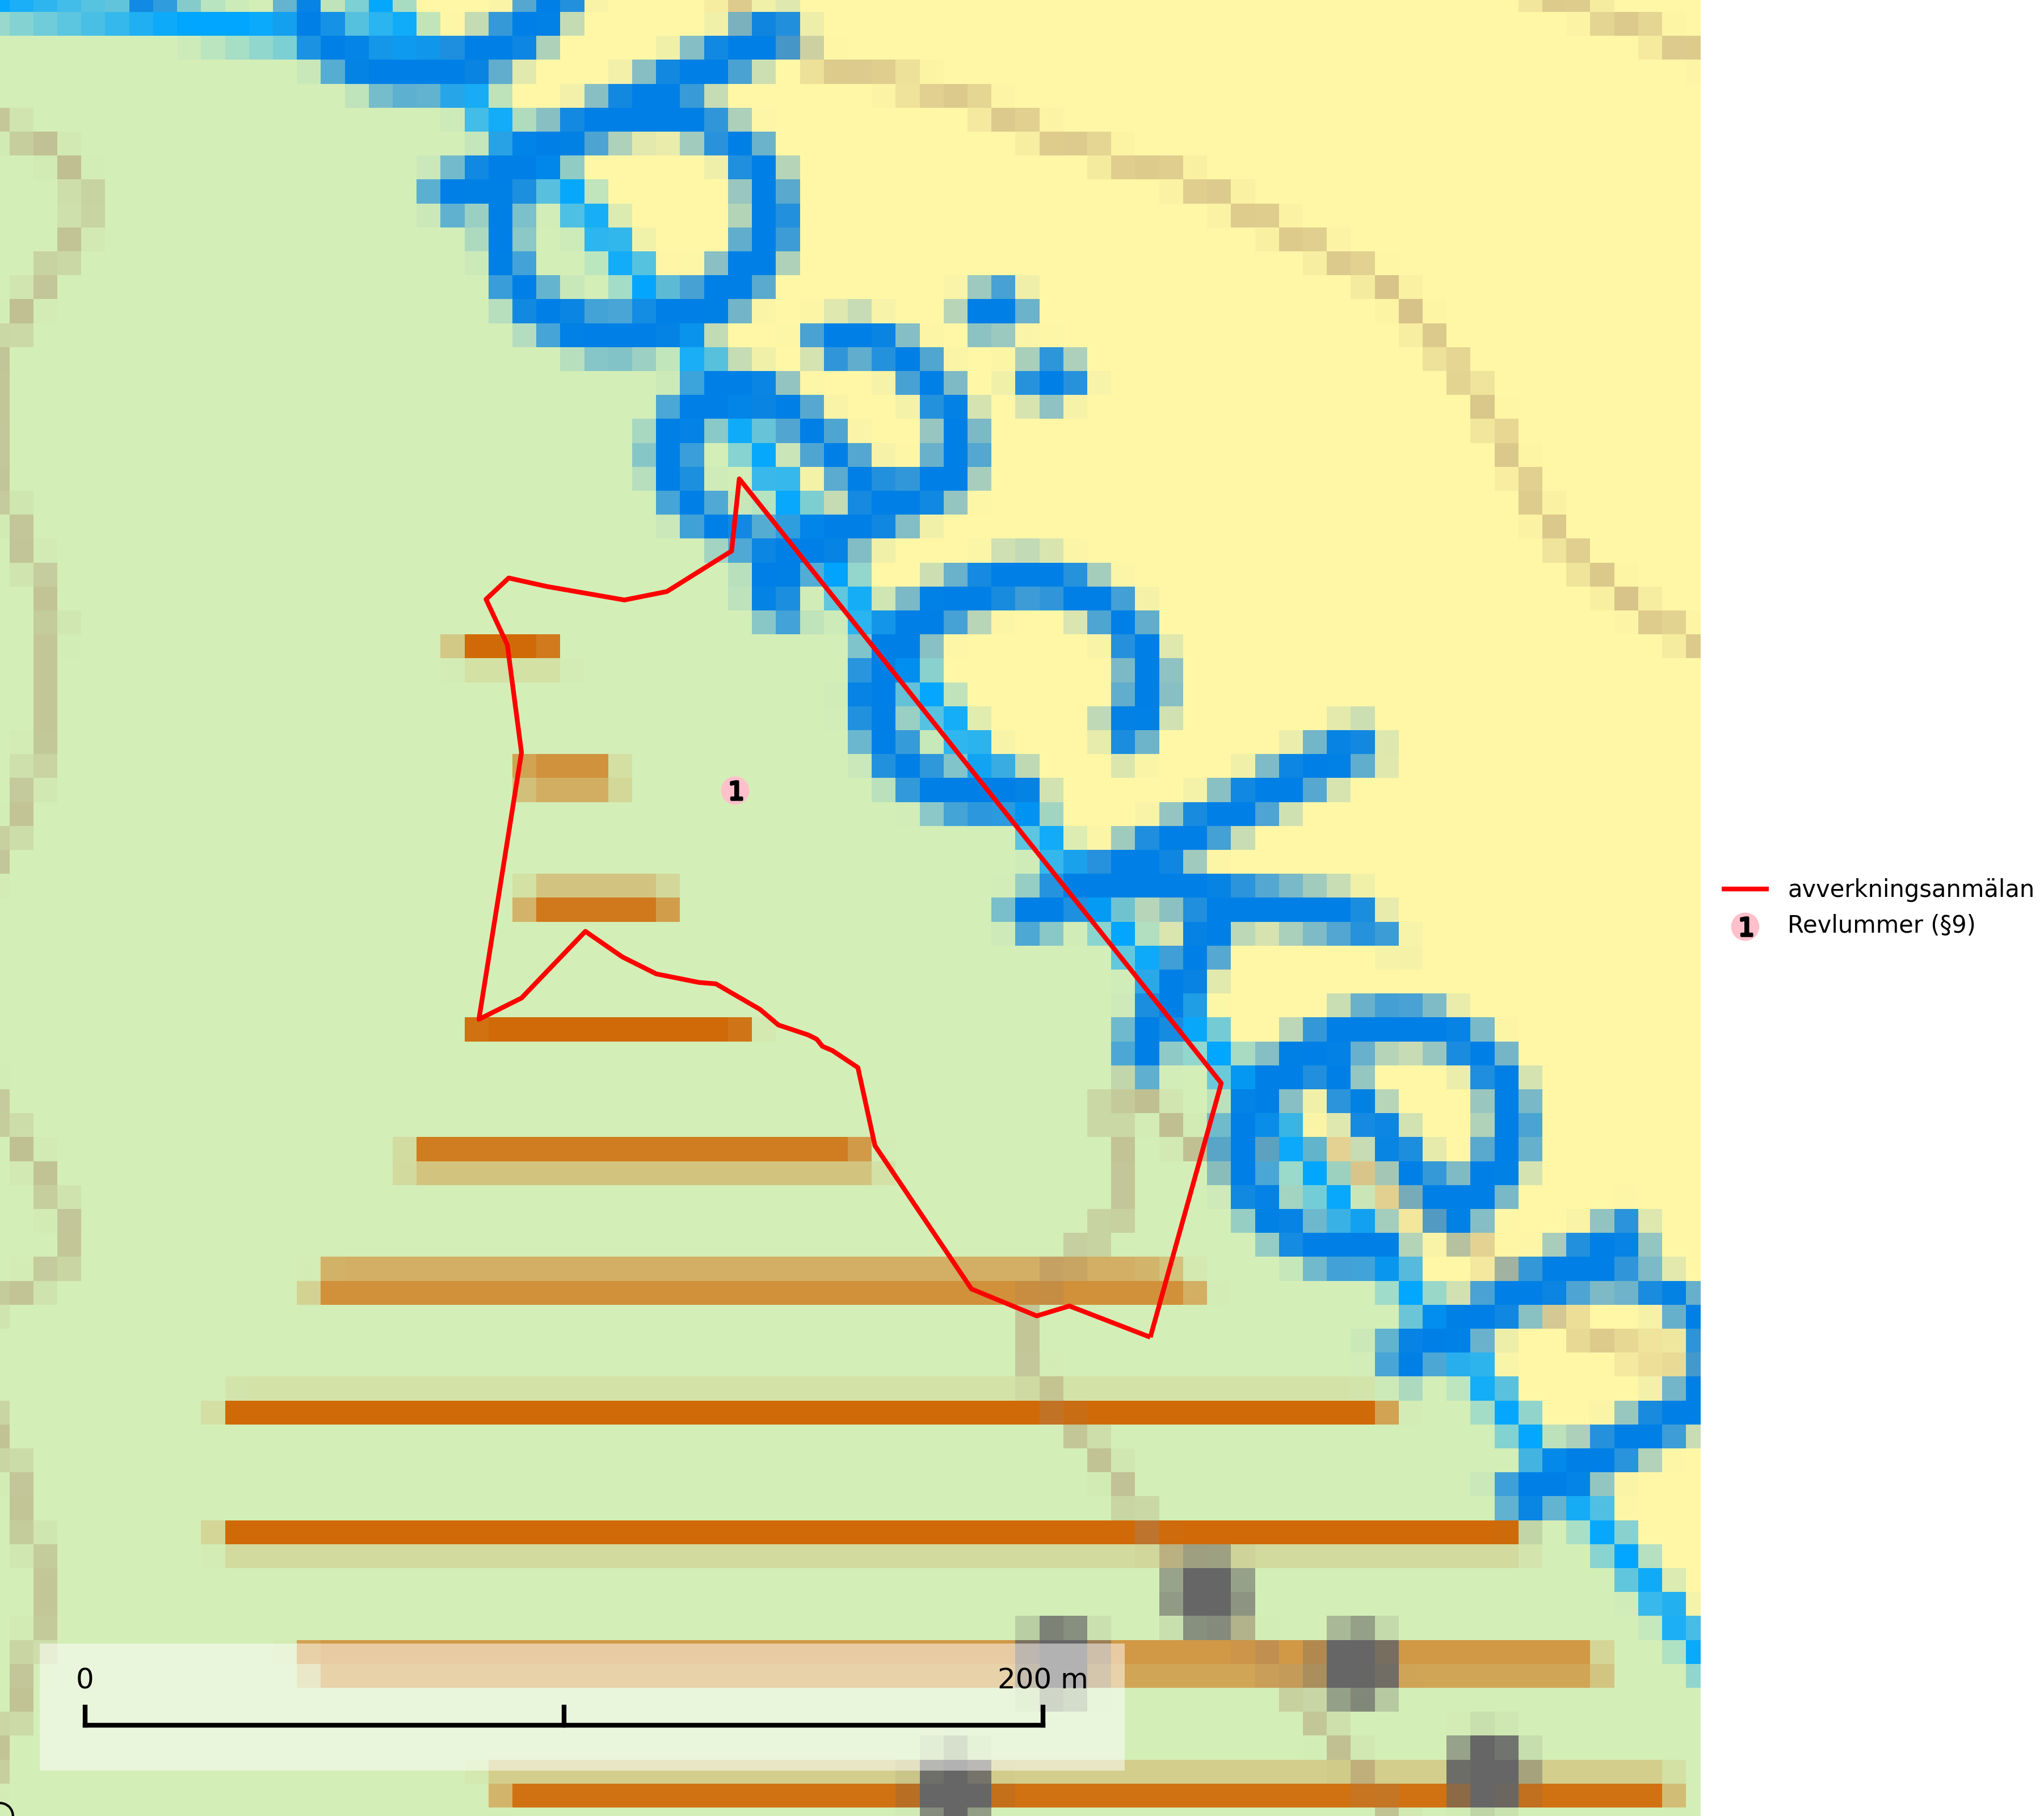 1
avverkningsanmälan
1 Revlummer (§9)
0 200 m